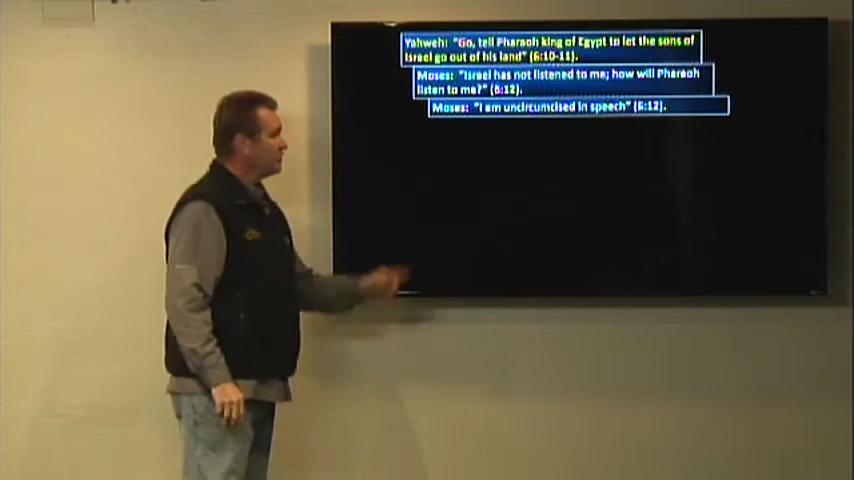 Yahweh: "Go, tell Pharaoh king of Egypt to let the sons of
Israel go out of his land" (6:10-11).
Moses: "Israel has not listened to me; how will Pharaoh
listen to me?" (6:12).
Moses: "I am uncircumcised in speech" (6:12).